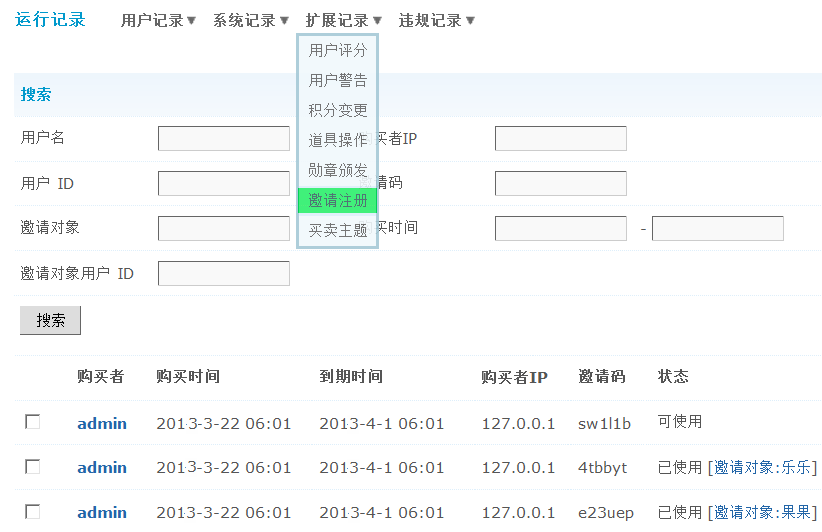 运行记录 用户记录▼ 系统记录▼ 扩展记录▼ 违规记录▼
用户评分
用户警告
积分变更
道具操作
勋章颁发
邀请注册
买卖主题
搜索
用户名 购买者IP
用户 ID 邀请码
邀请对象 购买时间 -
邀请对象用户 ID
搜索
购买者 购买时间 到期时间 购买者IP 邀请码 状态
admin 2013-3-22 06:01 2013-4-1 06:01 127.0.0.1 sw1l1b 可使用
admin 2013-3-22 06:01 2013-4-1 06:01 127.0.0.1 4tbbyt 已使用 [邀请对象:乐乐]
admin 2013-3-22 06:01 2013-4-1 06:01 127.0.0.1 e23uep 已使用 [邀请对象:果果]